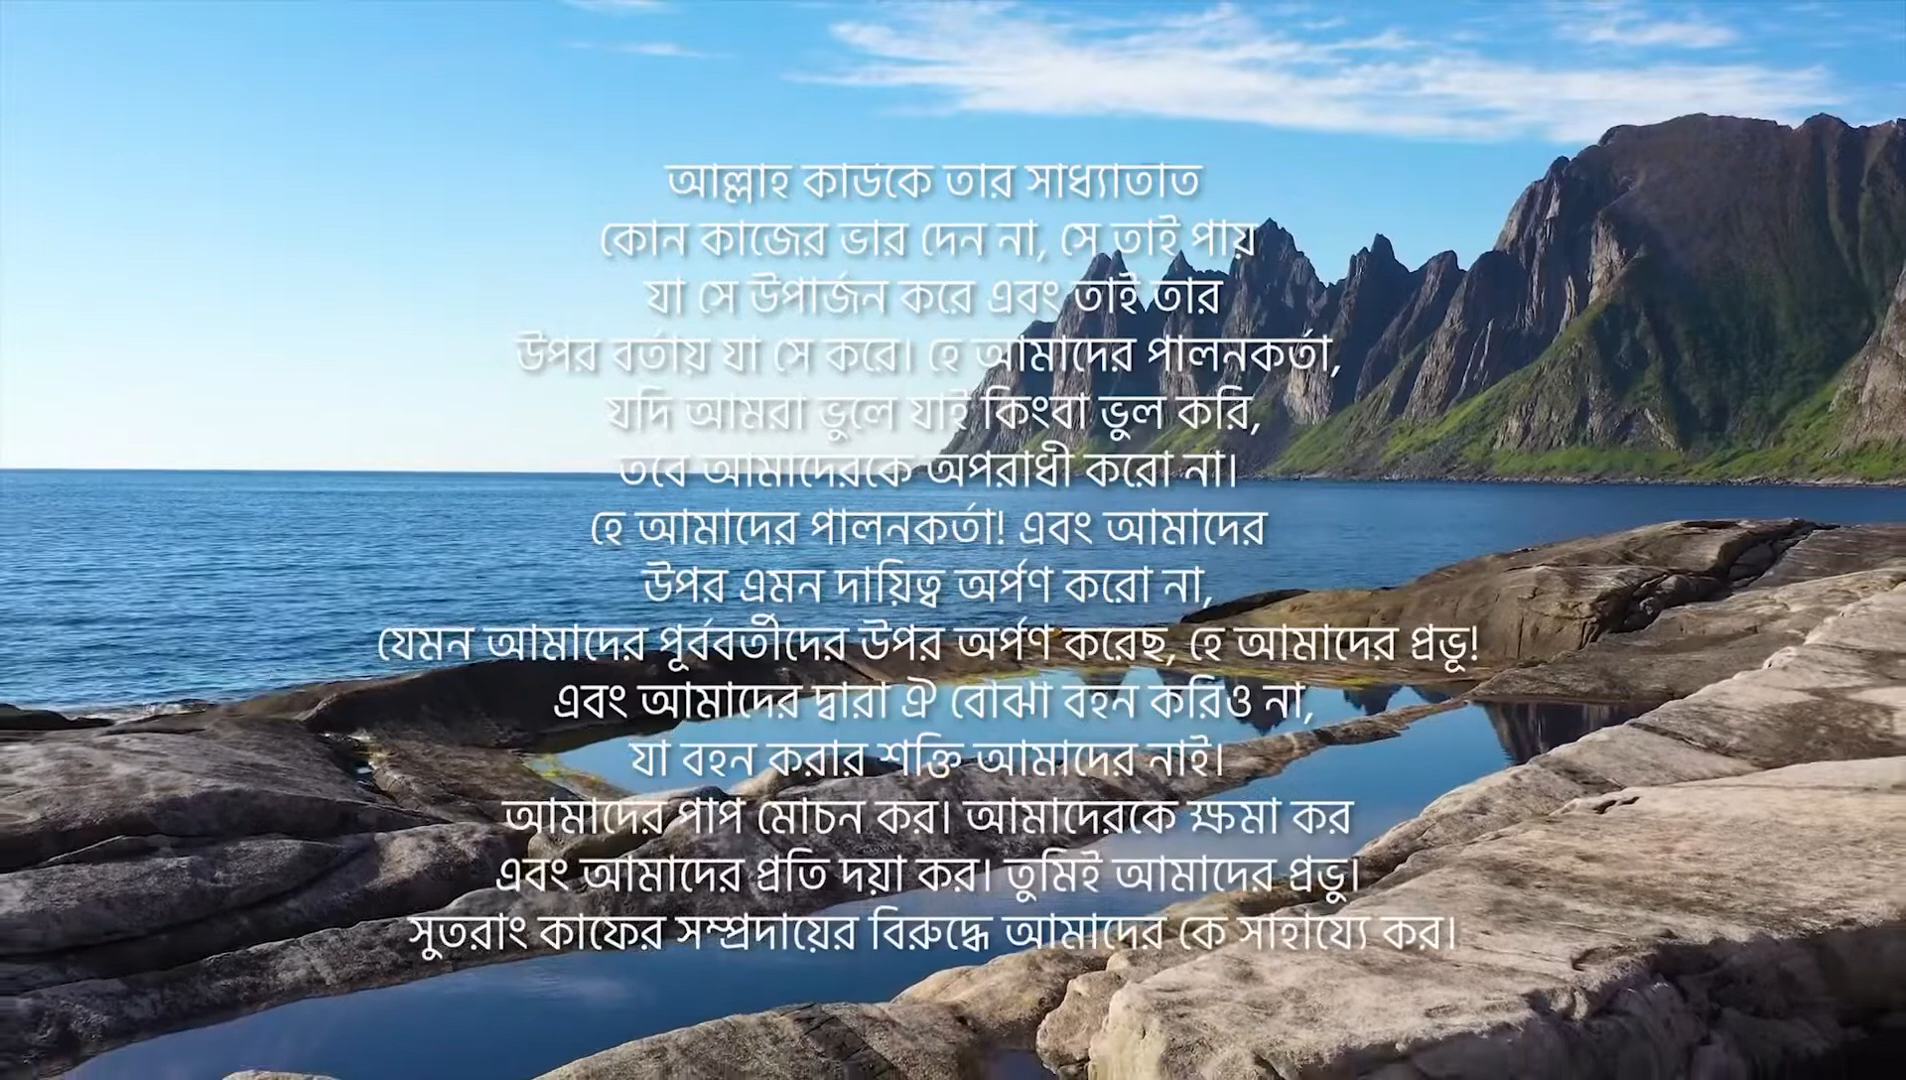 আল্লাহ কাউকে তার সাধ্যাতাত
কোন কাজের ভার দেন না, সে তাই পায়
যা সে উপার্জন করে এবং তাই তার
উপর বর্তায় যা সে করে। হে আমাদের পালনকর্তা,
যদি আমরা ভুলে যাই কিংবা ভুল করি,
তবে আমাদেরকে অপরাধী করো না।
হে আমাদের পালনকর্তা! এবং আমাদের
উপর এমন দায়িত্ব অর্পণ করো না,
যেমন আমাদের পূর্ববর্তীদের উপর অর্পণ করেছ, হে আমাদের প্রভূ!
এবং আমাদের দ্বারা ঐ বোঝা বহন করিও না,
যা বহন করার শক্তি আমাদের নাই।
আমাদের পাপ মোচন কর। আমাদেরকে ক্ষমা কর
এবং আমাদের প্রতি দয়া কর। তুমিই আমাদের প্রভু।
সুতরাং কাফের সম্প্রদায়ের বিরুদ্ধে আমাদের কে সাহায্যে কর।